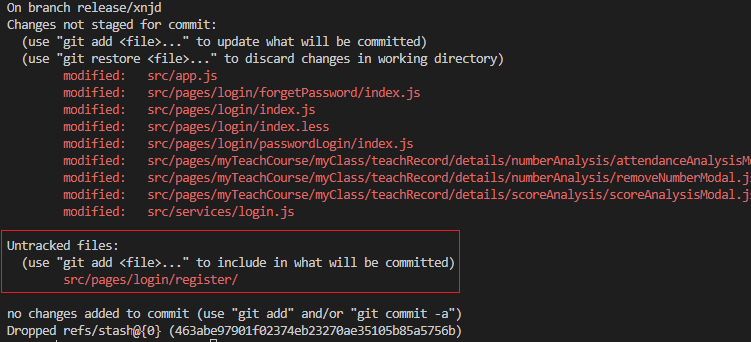 On branch release/xnjd
Changes not staged for commit:
  (use "git add <file>..." to update what will be committed)
  (use "git restore <file>..." to discard changes in working directory)
        modified:   src/app.js
        modified:   src/pages/login/forgetPassword/index.js
        modified:   src/pages/login/index.js
        modified:   src/pages/login/index.less
        modified:   src/pages/login/passwordLogin/index.js
        modified:   src/pages/myTeachCourse/myClass/teachRecord/details/numberAnalysis/attendanceAnalysisMo
        modified:   src/pages/myTeachCourse/myClass/teachRecord/details/numberAnalysis/removeNumberModal.js
        modified:   src/pages/myTeachCourse/myClass/teachRecord/details/scoreAnalysis/scoreAnalysisModal.js
        modified:   src/services/login.js
Untracked files:
  (use "git add <file>..." to include in what will be committed)
        src/pages/login/register/
no changes added to commit (use "git add" and/or "git commit -a")
Dropped refs/stash@{0} (463abe97901f02374eb23270ae35105b85a5756b)